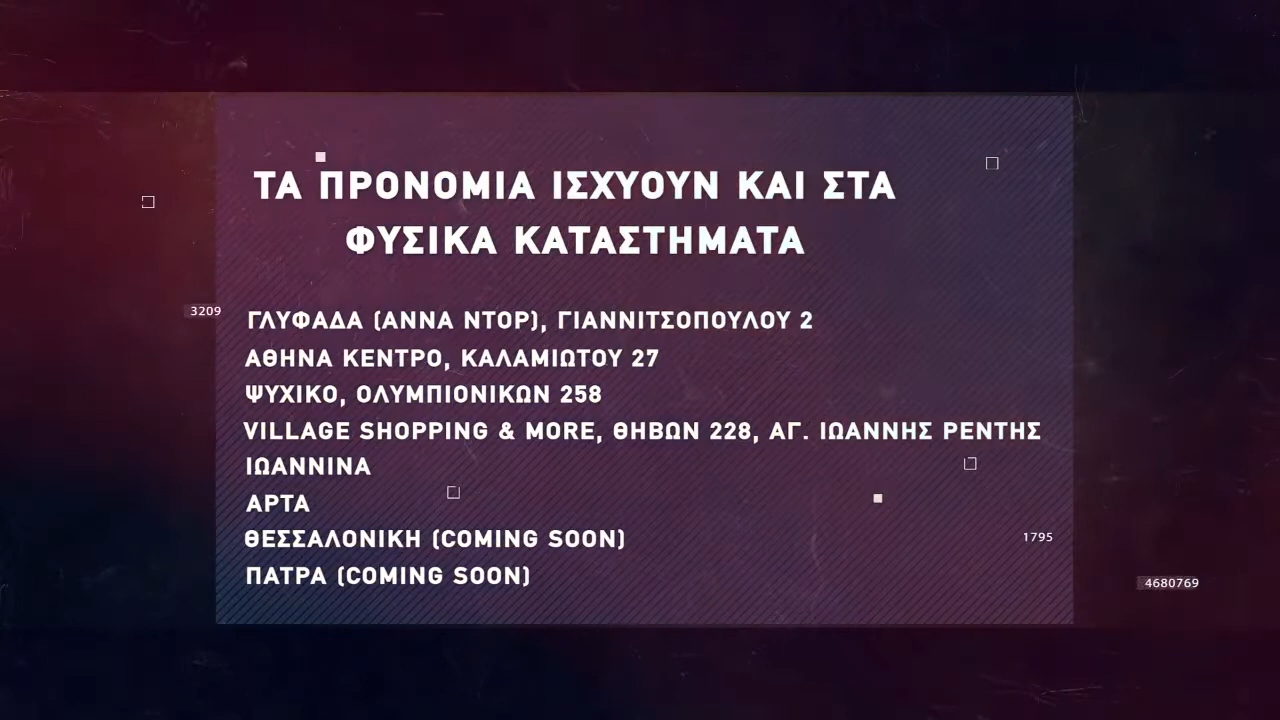 ΤΑ ΠΡΟΝΟΜΙΑ ΙΣΧΥΟΥΝ ΚΑΙ ΣΤΑ
ΦΥΣΙΚΑ ΚΑΤΑΣΤΗΜΑΤΑ
3209
ΓΛΥΦΑΔΑ (ΑΝΝΑ ΝΤΟΡ), ΓΙΑΝΝΙΤΣΟΠΟΥΛΟΥ 2
ΑΘΗΝΑ ΚΕΝΤΡΟ, ΚΑΛΑΜΙΩΤΟΥ 27
ΨΥΧΙΚΟ, ΟΛΥΜΠΙΟΝΙΚΩΝ 258
VILLAGE SHOPPING & MORE, ΘΗΒΩΝ 228, ΑΓ. ΙΩΑΝΝΗΣ ΡΕΝΤΗΣ
ΙΩΑΝΝΙΝΑ
ΑΡΤΑ
ΘΕΣΣΑΛΟΝΙΚΗ (COMING SOON)
1795
ΠΑΤΡΑ (COMING SOON)
4680769